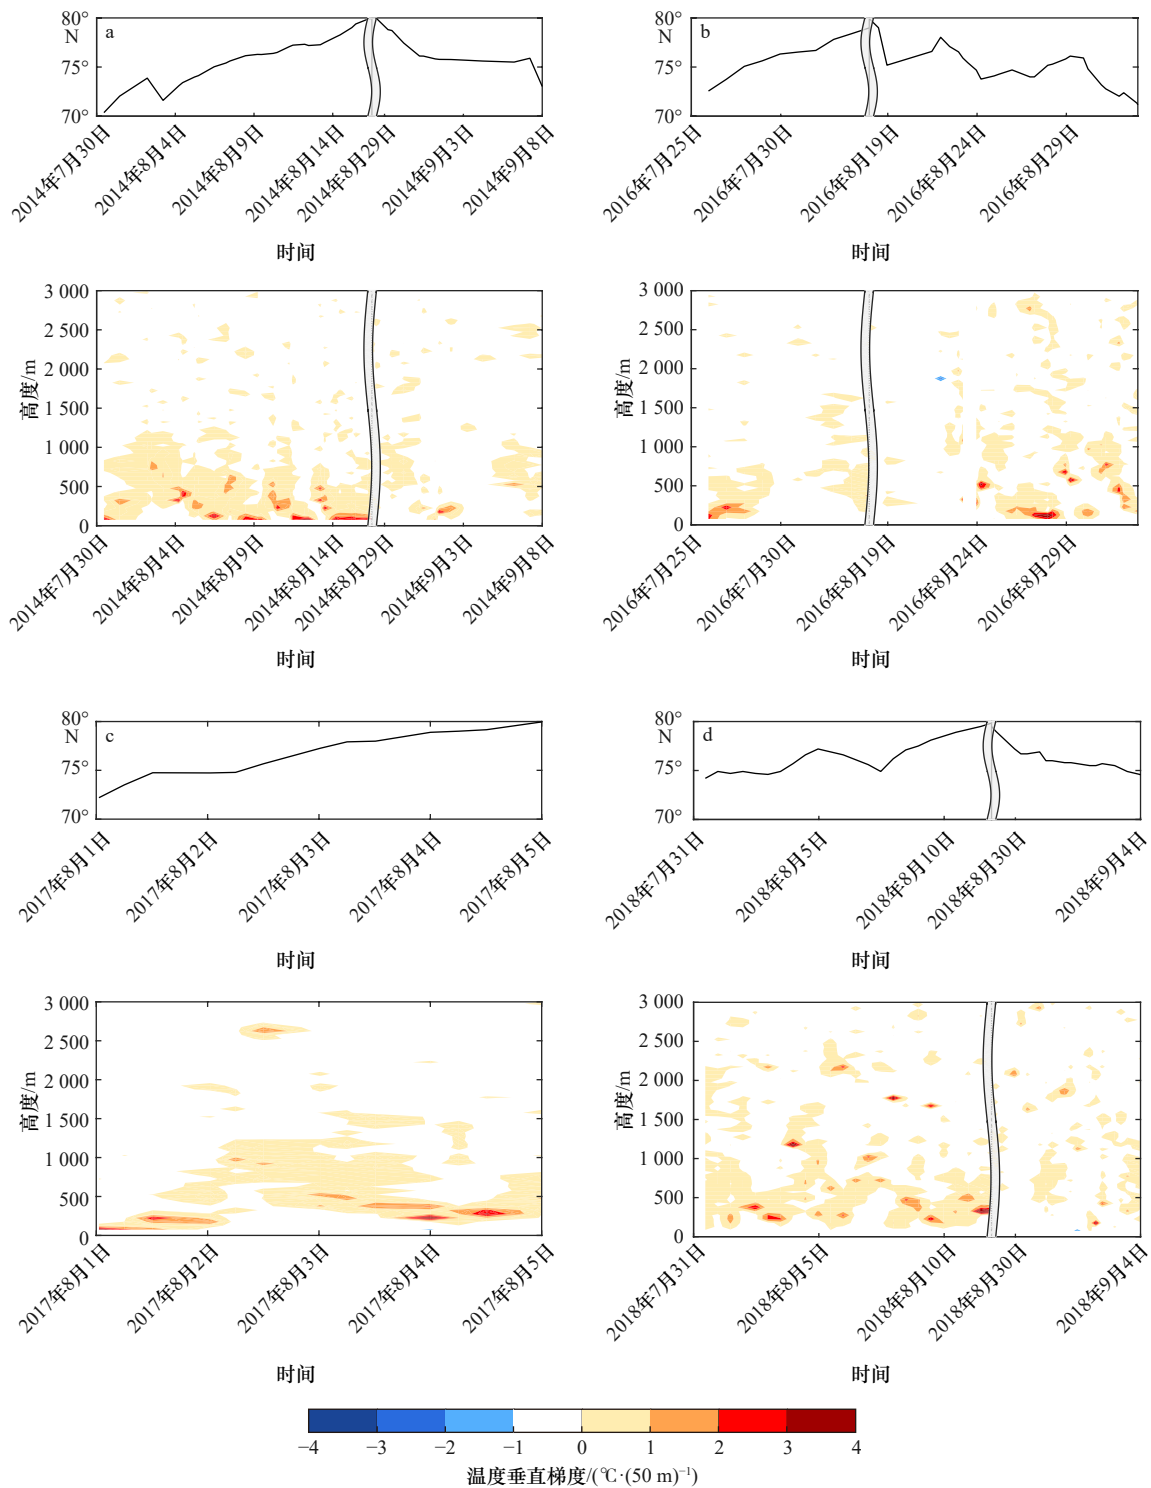 80°
N
75°
70°
a
2014年7月30日
2014年8月4日
2014年8月9日
2014年8月14日
2014年8月29日
2014年9月3日
2014年9月8日
时间
80°
N
75°
70°
b
2016年7月25日
2016年7月30日
2016年8月19日
2016年8月24日
2016年8月29日
时间
高度/m
3 000
2 500
2 000
1 500
1 000
500
0
2014年7月30日
2014年8月4日
2014年8月9日
2014年8月14日
2014年8月29日
2014年9月3日
2014年9月8日
时间
高度/m
3 000
2 500
2 000
1 500
1 000
500
0
2016年7月25日
2016年7月30日
2016年8月19日
2016年8月24日
2016年8月29日
时间
80°
N
75°
70°
c
2017年8月1日
2017年8月2日
2017年8月3日
2017年8月4日
2017年8月5日
时间
80°
N
75°
70°
d
2018年7月31日
2018年8月5日
2018年8月10日
2018年8月30日
2018年9月4日
时间
高度/m
3 000
2 500
2 000
1 500
1 000
500
0
2017年8月1日
2017年8月2日
2017年8月3日
2017年8月4日
2017年8月5日
时间
高度/m
3 000
2 500
2 000
1 500
1 000
500
0
2018年7月31日
2018年8月5日
2018年8月10日
2018年8月30日
2018年9月4日
时间
−4 −3 −2 −1 0 1 2 3 4
温度垂直梯度/(℃·(50 m)⁻¹)